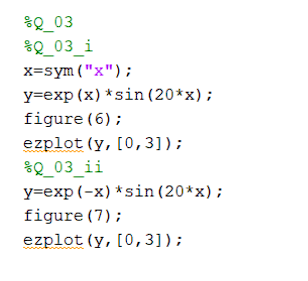 %Q_03
%Q_03_i
x=sym("x");
y=exp(x)*sin(20*x);
figure(6);
ezplot(y,[0,3]);
%Q_03_ii
y=exp(-x)*sin(20*x);
figure(7);
ezplot(y,[0,3]);